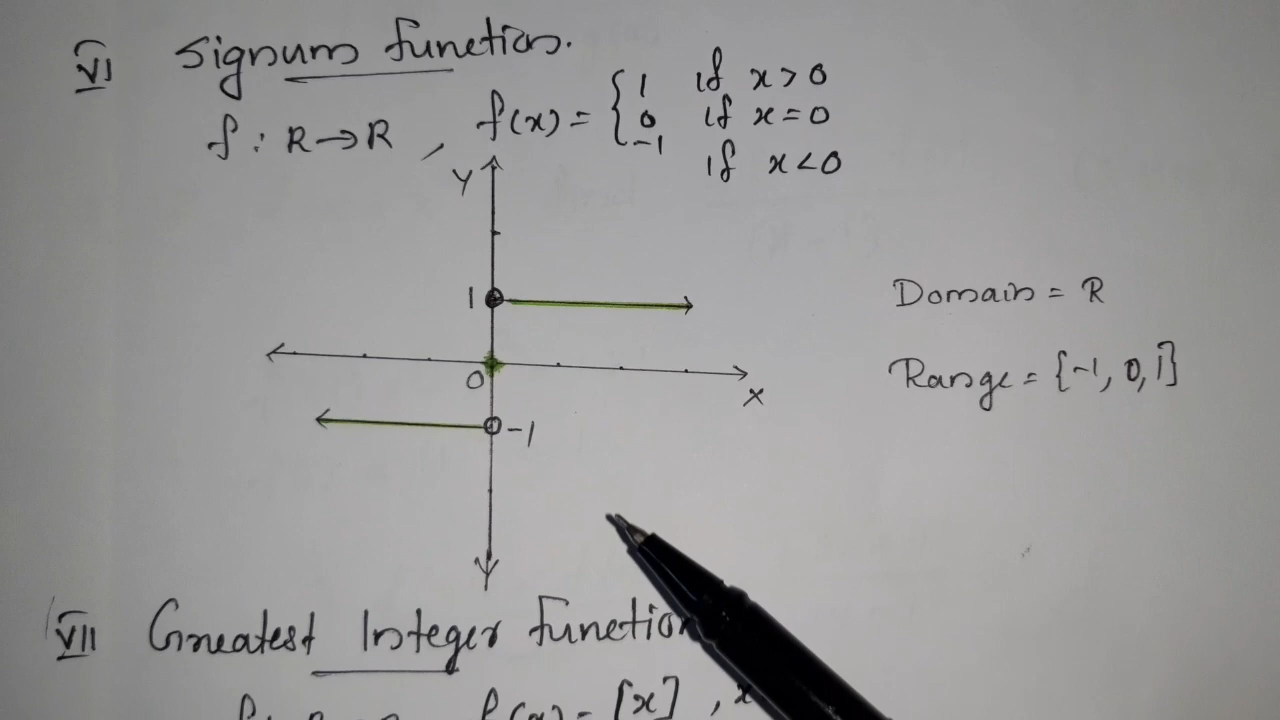 VI Signum function.
f : R→R , f(x) = { 1 if x > 0
0 if x = 0
-1 if x < 0
Y
1
Domain = R
0
X
Range = {-1, 0, 1}
-1
VII Greatest Integer Function
f(x) = [x] , x